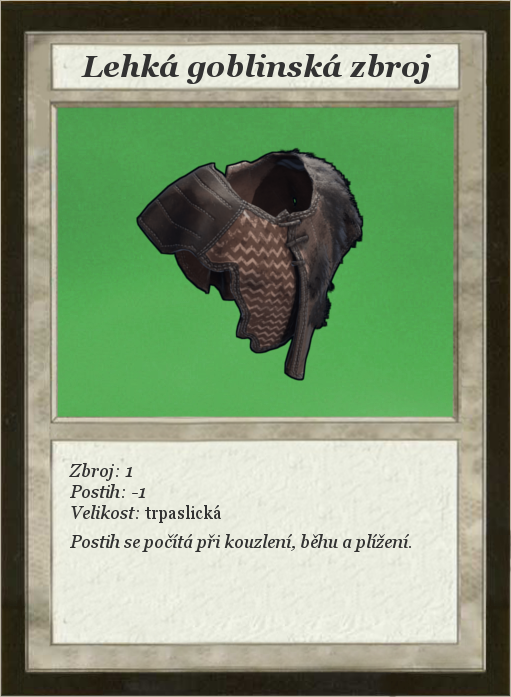 Lehká goblinská zbroj
Zbroj: 1
Postih: -1
Velikost: trpaslická
Postih se počítá při kouzlení, běhu a plížení.